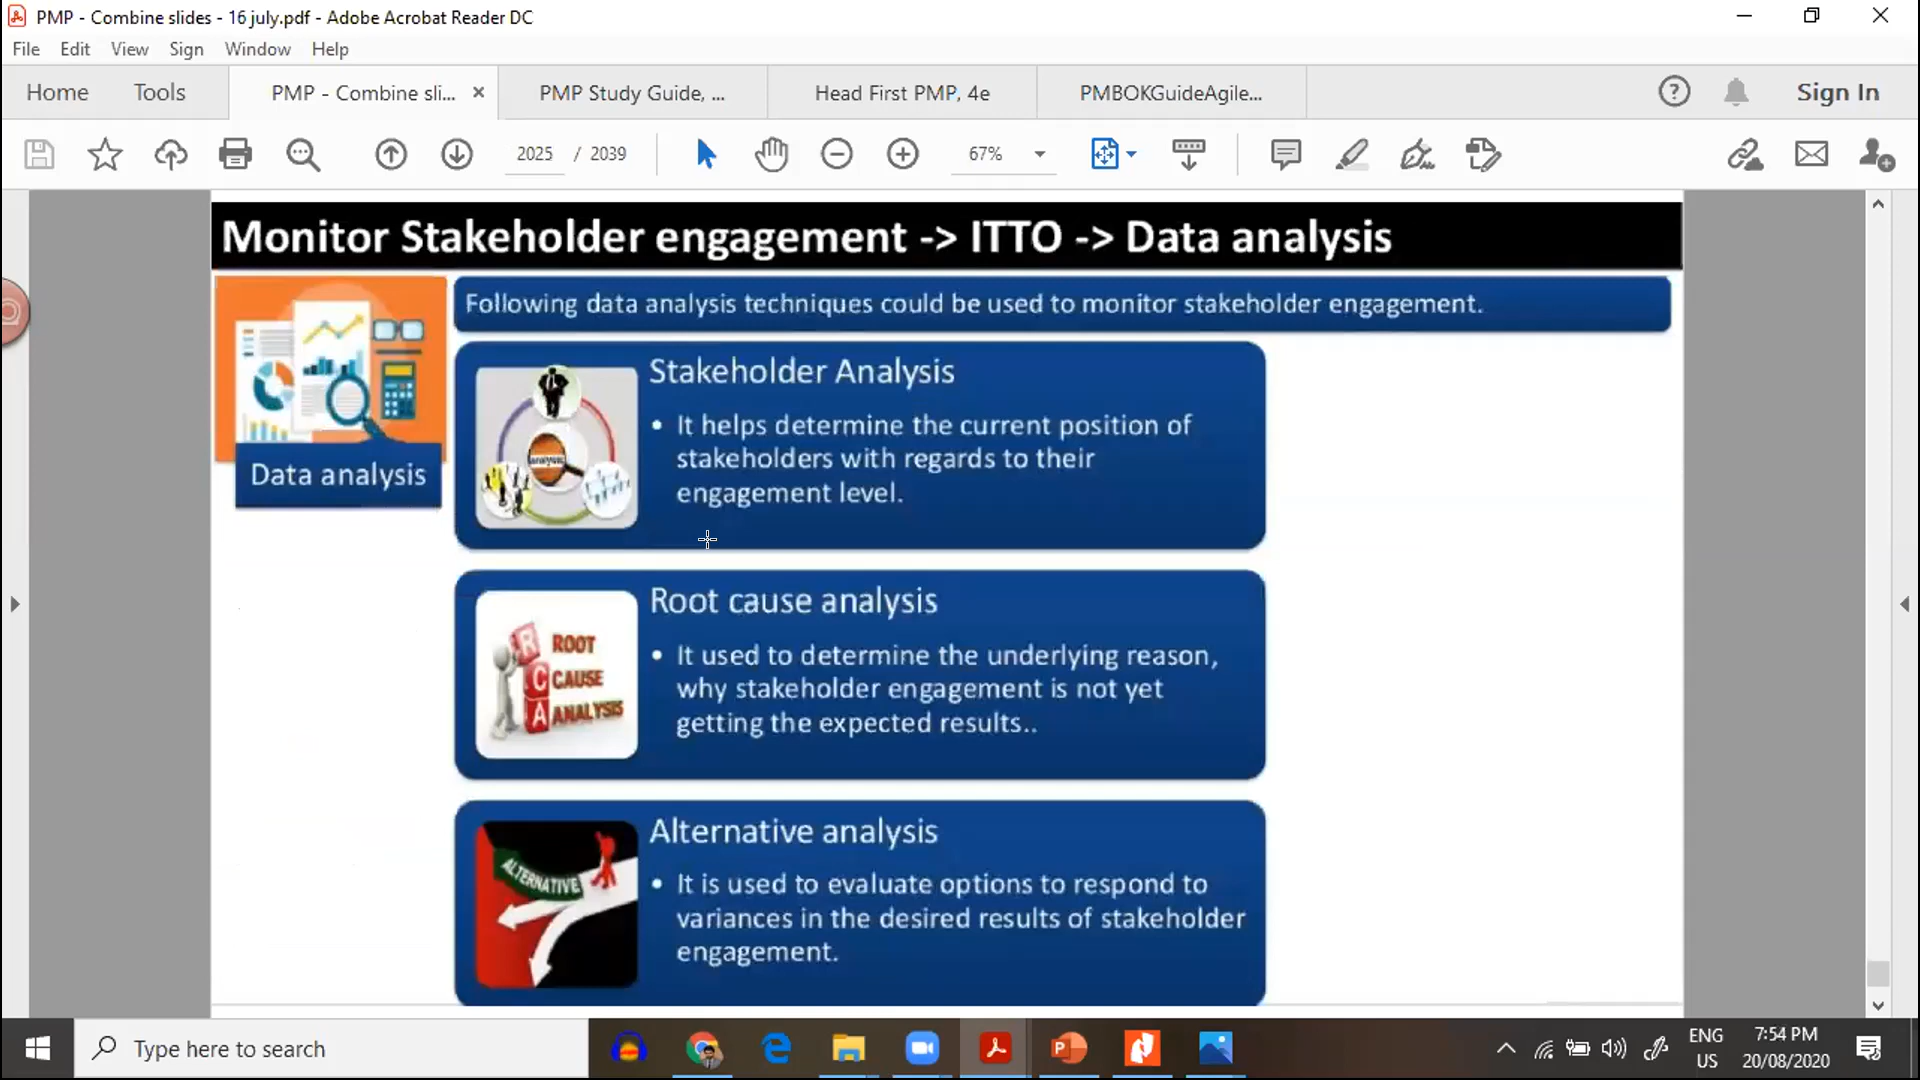 PMP - Combine slides - 16 july.pdf - Adobe Acrobat Reader DC
File Edit View Sign Window Help
Home Tools PMP - Combine sli... PMP Study Guide, ... Head First PMP, 4e PMBOKGuideAgile... Sign In
2025 / 2039 67%
Monitor Stakeholder engagement -> ITTO -> Data analysis
Following data analysis techniques could be used to monitor stakeholder engagement.
Data analysis
Stakeholder Analysis
• It helps determine the current position of
stakeholders with regards to their
engagement level.
analysis
Root cause analysis
• It used to determine the underlying reason,
why stakeholder engagement is not yet
getting the expected results..
R ROOT
C CAUSE
A ANALYSIS
Alternative analysis
• It is used to evaluate options to respond to
variances in the desired results of stakeholder
engagement.
ALTERNATIVE
Type here to search
ENG
US
7:54 PM
20/08/2020